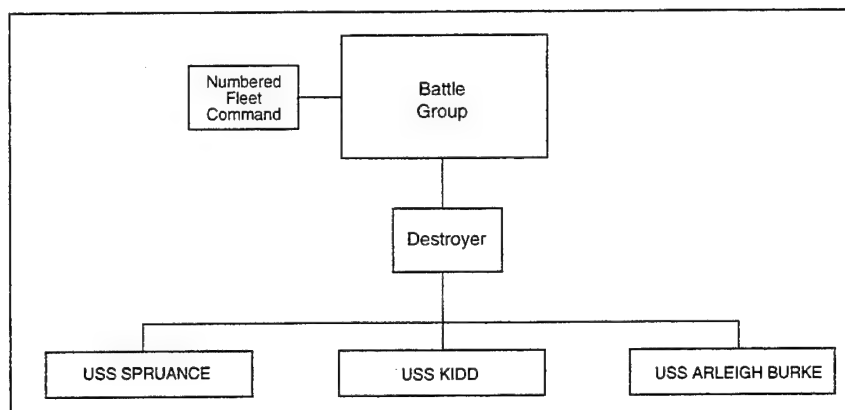 Numbered
Fleet
Command
Battle
Group
Destroyer
USS SPRUANCE
USS KIDD
USS ARLEIGH BURKE